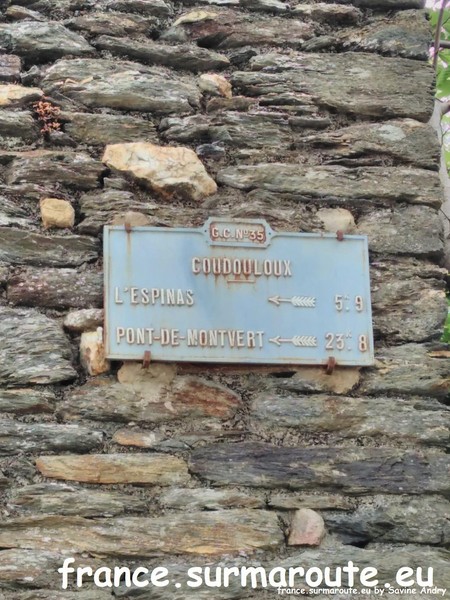 G.C. No 35
COUDOULOUX
L'ESPINAS 5.9
PONT-DE-MONTVERT 23.8
france.surmaroute.eu
france.surmaroute.eu by Savine Andry